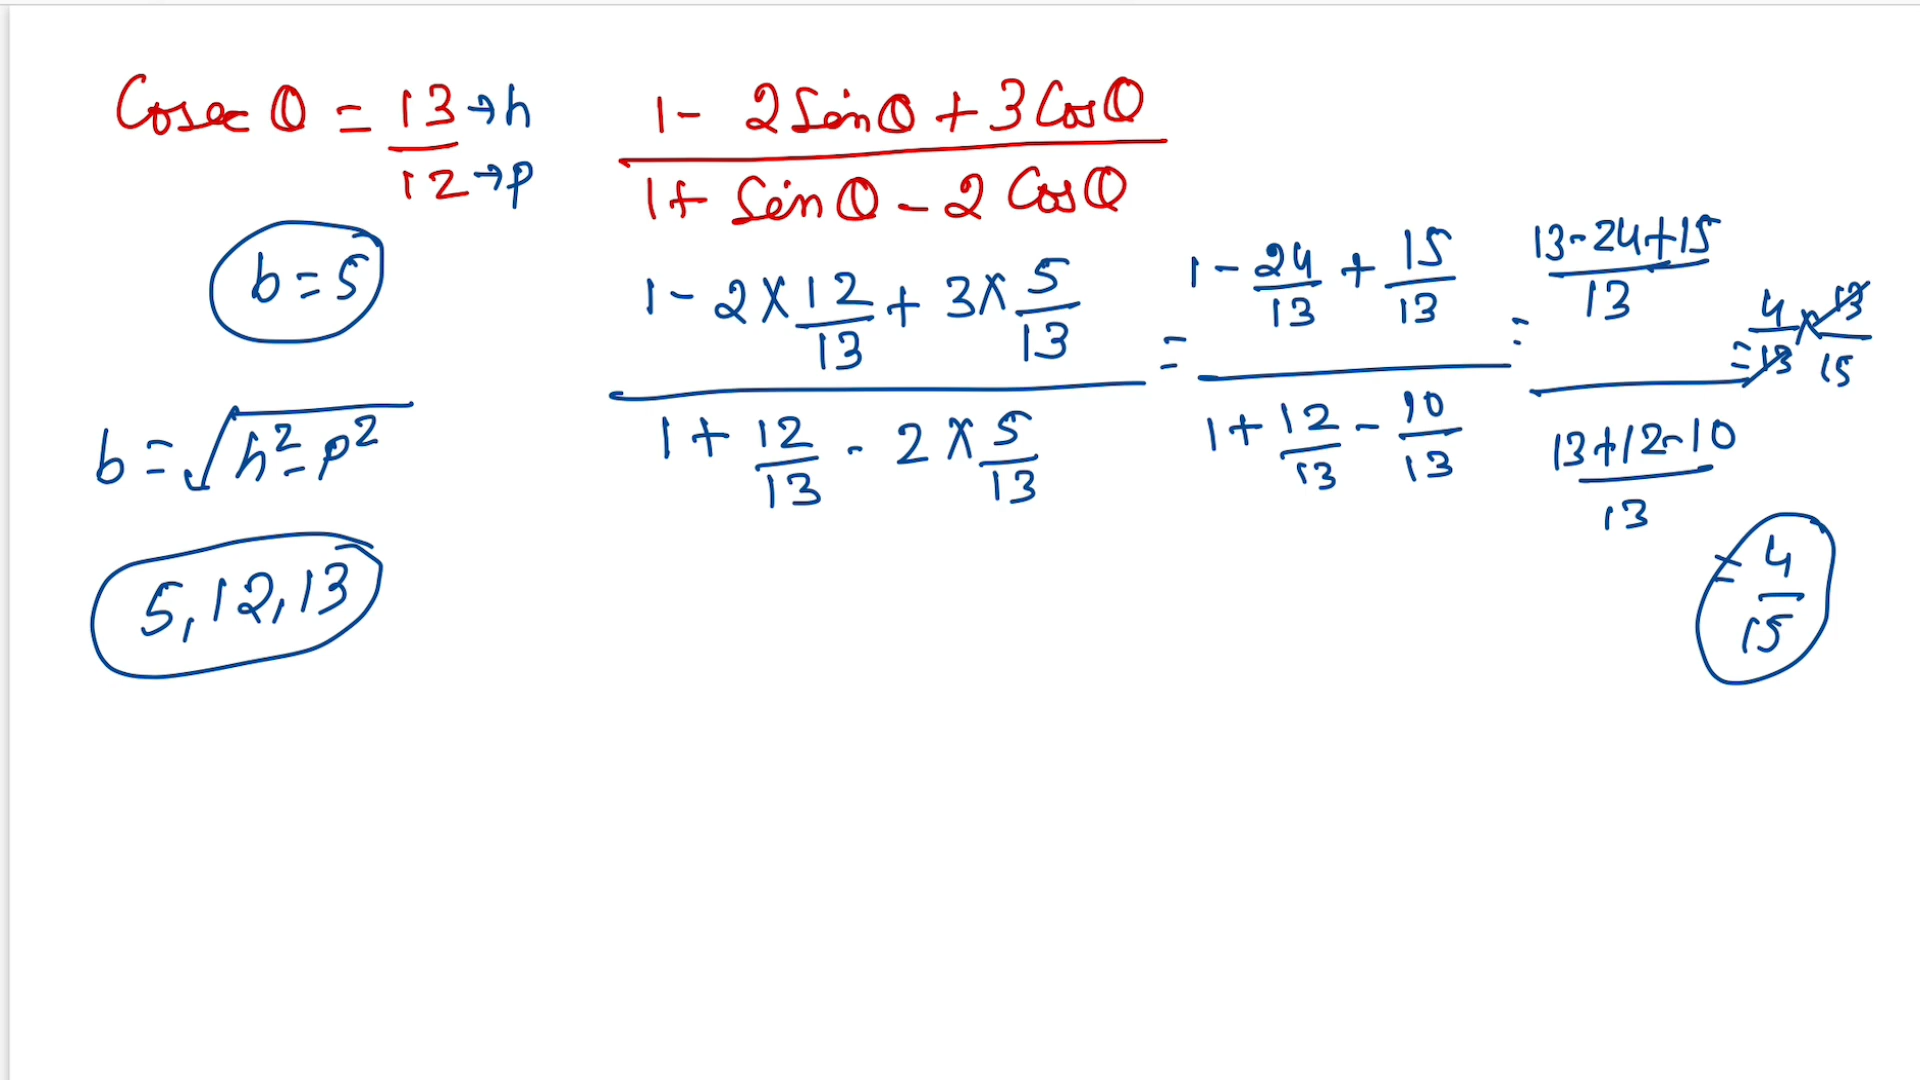 Cosec θ = 13/12 → h → p
b = 5
b = √h² - p²
5, 12, 13
1 - 2 Sin θ + 3 Cos θ / 1 + Sin θ - 2 Cos θ
1 - 2 × 12/13 + 3 × 5/13 / 1 + 12/13 - 2 × 5/13
= 1 - 24/13 + 15/13 / 1 + 12/13 - 10/13
= 13 - 24 + 15/13 / 13 + 12 - 10/13
= 4/13 × 13/15
= 4/15